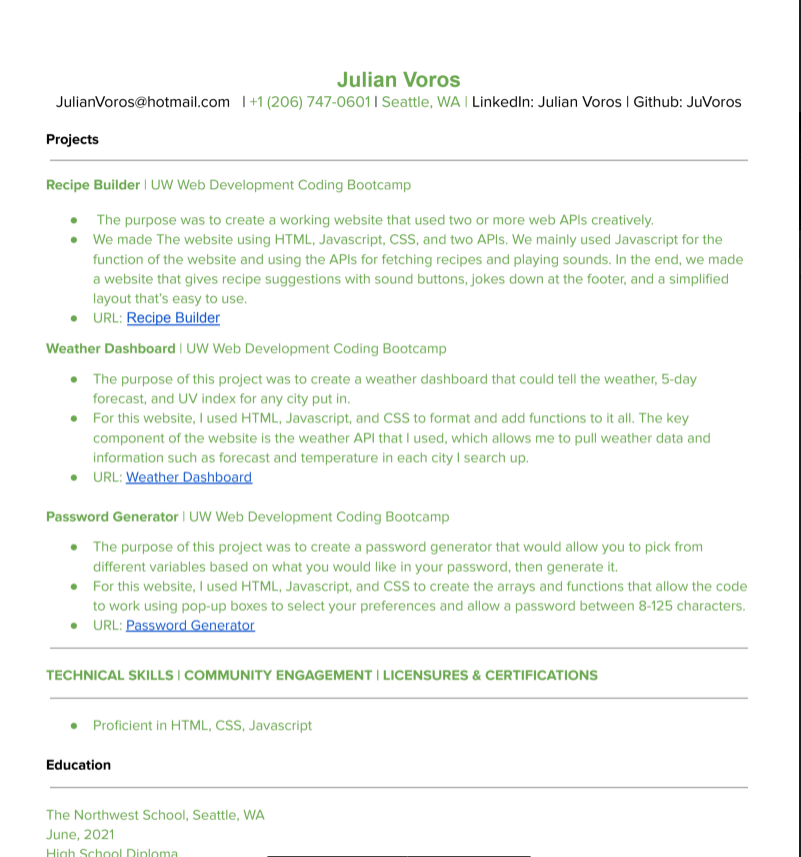 Julian Voros
JulianVoros@hotmail.com | +1 (206) 747-0601 | Seattle, WA | LinkedIn: Julian Voros | Github: JuVoros
Projects
Recipe Builder | UW Web Development Coding Bootcamp
● The purpose was to create a working website that used two or more web APIs creatively.
● We made The website using HTML, Javascript, CSS, and two APIs. We mainly used Javascript for the
function of the website and using the APIs for fetching recipes and playing sounds. In the end, we made
a website that gives recipe suggestions with sound buttons, jokes down at the footer, and a simplified
layout that's easy to use.
● URL: Recipe Builder
Weather Dashboard | UW Web Development Coding Bootcamp
● The purpose of this project was to create a weather dashboard that could tell the weather, 5-day
forecast, and UV index for any city put in.
● For this website, I used HTML, Javascript, and CSS to format and add functions to it all. The key
component of the website is the weather API that I used, which allows me to pull weather data and
information such as forecast and temperature in each city I search up.
● URL: Weather Dashboard
Password Generator | UW Web Development Coding Bootcamp
● The purpose of this project was to create a password generator that would allow you to pick from
different variables based on what you would like in your password, then generate it.
● For this website, I used HTML, Javascript, and CSS to create the arrays and functions that allow the code
to work using pop-up boxes to select your preferences and allow a password between 8-125 characters.
● URL: Password Generator
TECHNICAL SKILLS | COMMUNITY ENGAGEMENT | LICENSURES & CERTIFICATIONS
● Proficient in HTML, CSS, Javascript
Education
The Northwest School, Seattle, WA
June, 2021
High School Diploma